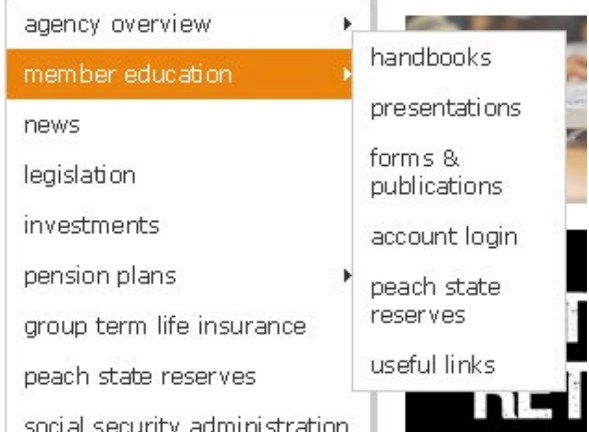 agency overview
member education
news
legislation
investments
pension plans
group term life insurance
peach state reserves
social security administration
handbooks
presentations
forms &
publications
account login
peach state
reserves
useful links